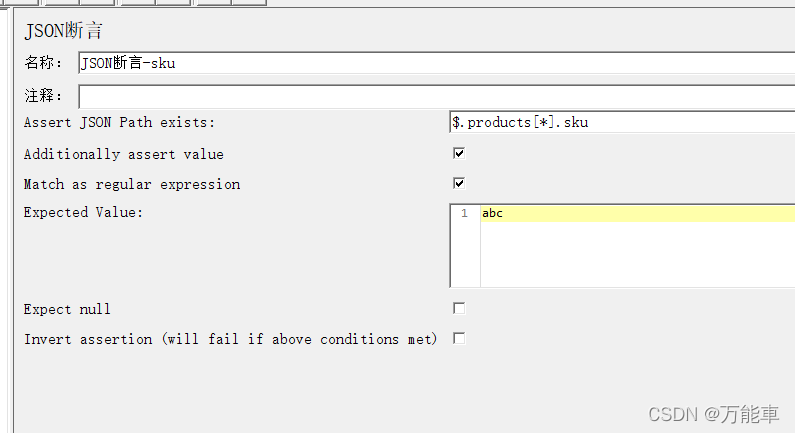 JSON断言
名称： JSON断言-sku
注释：
Assert JSON Path exists: $.products[*].sku
Additionally assert value
Match as regular expression
Expected Value: 1 abc
Expect null
Invert assertion (will fail if above conditions met)
CSDN @万能車